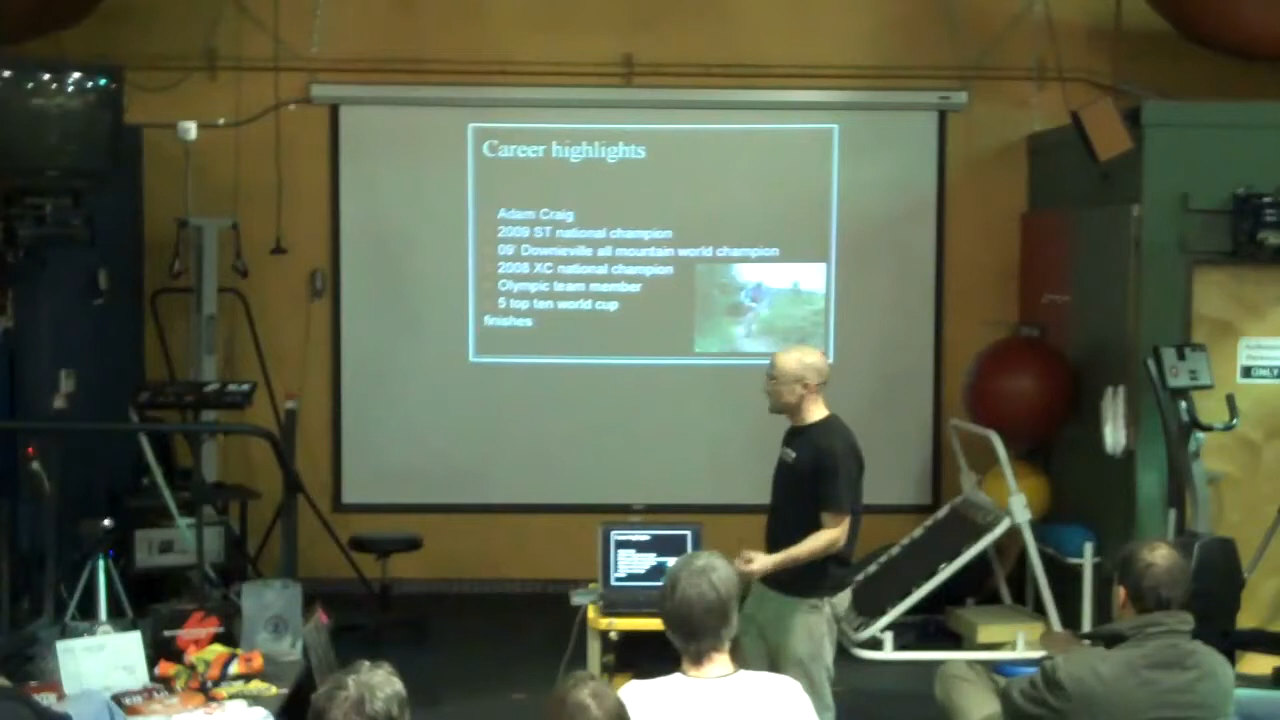 Career highlights
Adam Craig
2009 ST national champion
09' Downieville all mountain world champion
2008 XC national champion
Olympic team member
5 top ten world cup
finishes
ONLY